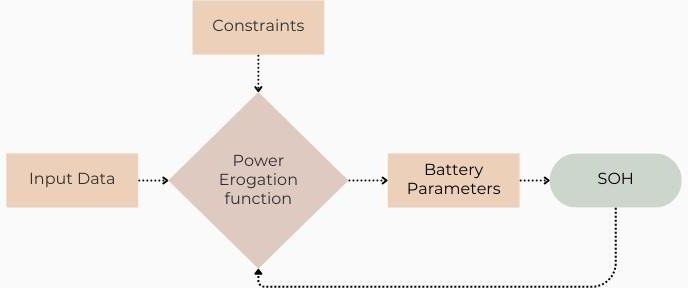 Constraints
Input Data
Power
Erogation
function
Battery
Parameters
SOH